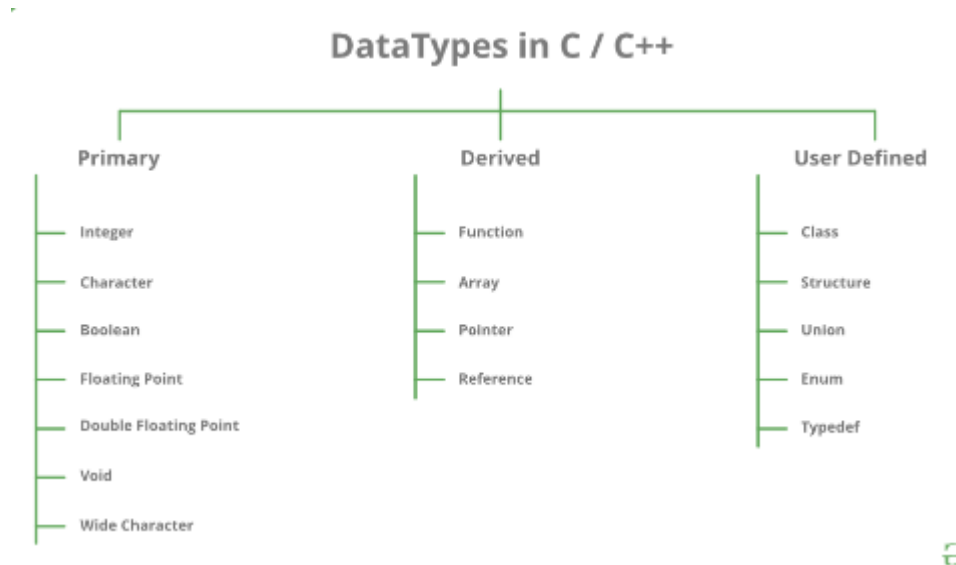 DataTypes in C / C++
Primary
Integer
Character
Boolean
Floating Point
Double Floating Point
Void
Wide Character
Derived
Function
Array
Pointer
Reference
User Defined
Class
Structure
Union
Enum
Typedef